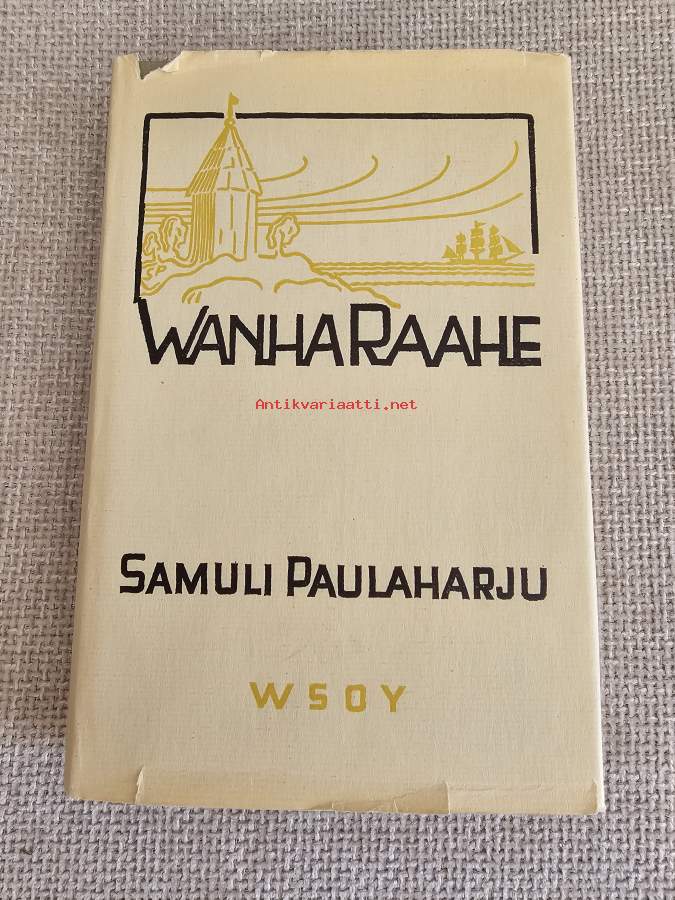 WANHA RAAHE
Antikvariaatti.net
SAMULI PAULAHARJU
WSOY